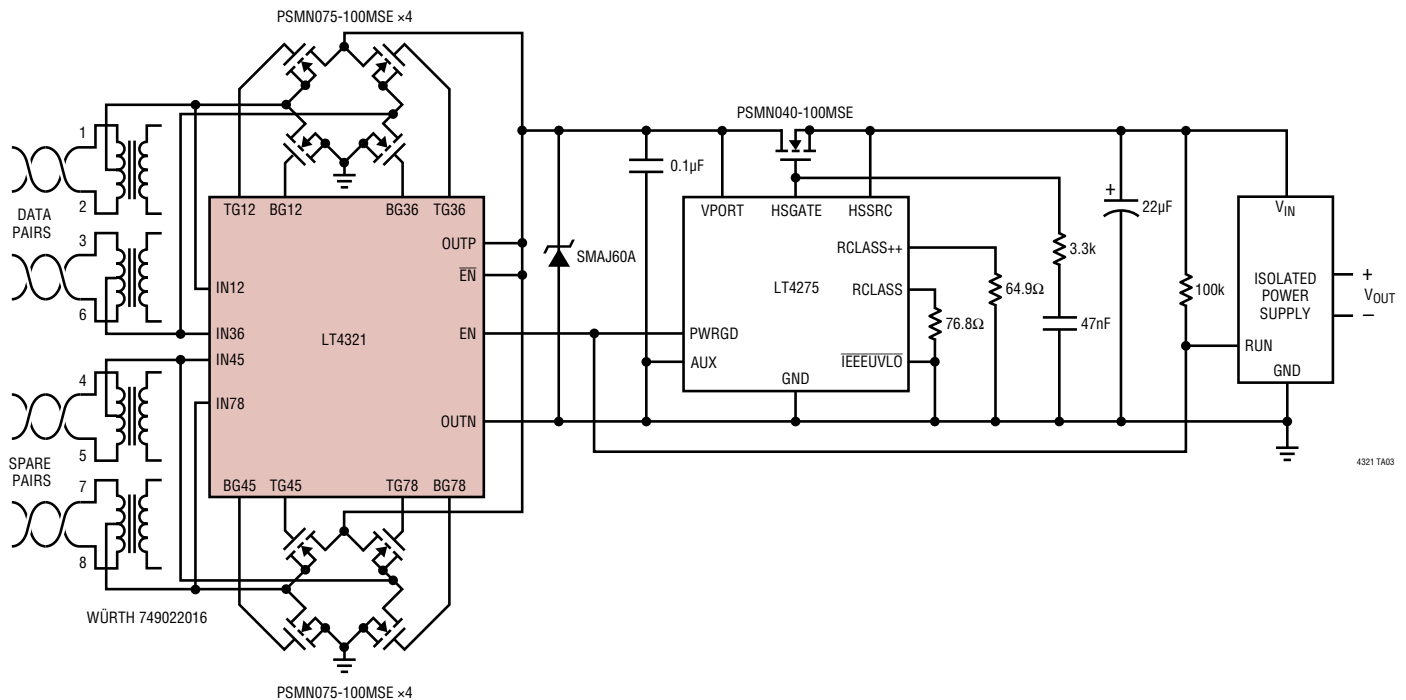 PSMN075-100MSE ×4
PSMN040-100MSE
1
2
DATA
PAIRS
3
6
4
5
SPARE
PAIRS
7
8
WÜRTH 749022016
TG12 BG12 BG36 TG36
OUTP
EN
IN12
IN36
IN45
IN78
LT4321
EN
OUTN
BG45 TG45 TG78 BG78
PSMN075-100MSE ×4
SMAJ60A
0.1µF
VPORT HSGATE HSSRC
RCLASS++
LT4275
RCLASS
PWRGD
AUX
IEEEUVLO
GND
76.8Ω
64.9Ω
3.3k
47nF
+
22µF
100k
VIN
ISOLATED
POWER
SUPPLY
RUN
GND
+
VOUT
–
4321 TA03